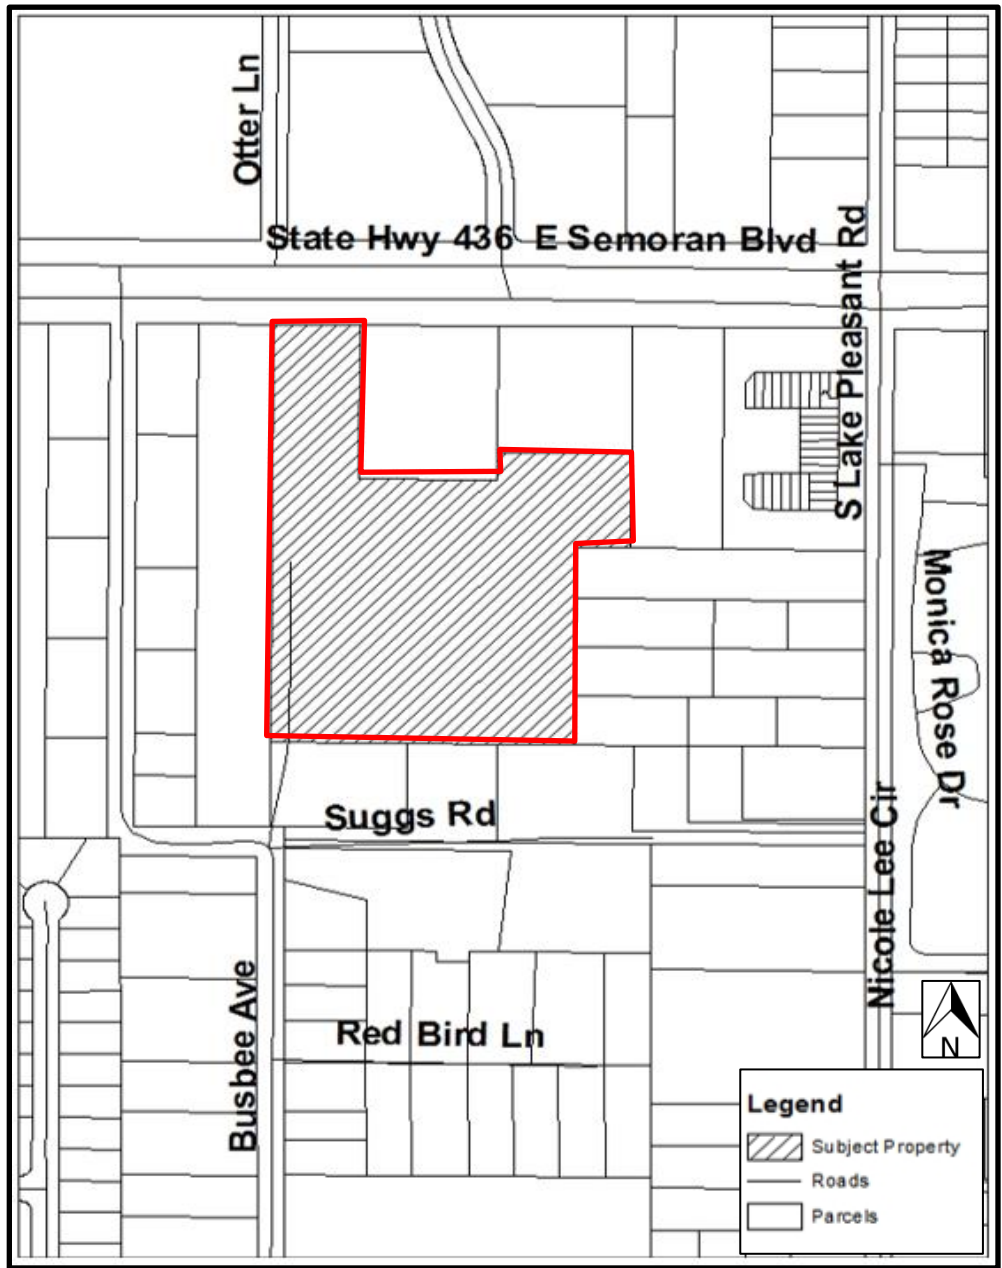 Otter Ln
State Hwy 436 E Semoran Blvd
S Lake Pleasant Rd
Monica Rose Dr
Suggs Rd
Nicole Lee Cir
Busbee Ave
Red Bird Ln
N
Legend
Subject Property
Roads
Parcels